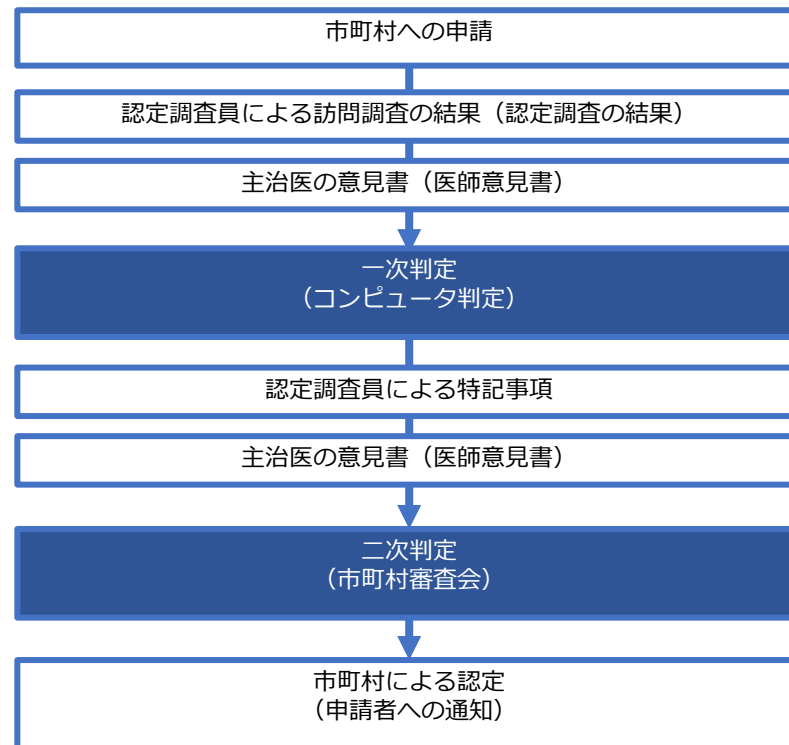 市町村への申請
認定調査員による訪問調査の結果（認定調査の結果）
主治医の意見書（医師意見書）
一次判定
（コンピュータ判定）
認定調査員による特記事項
主治医の意見書（医師意見書）
二次判定
（市町村審査会）
市町村による認定
（申請者への通知）